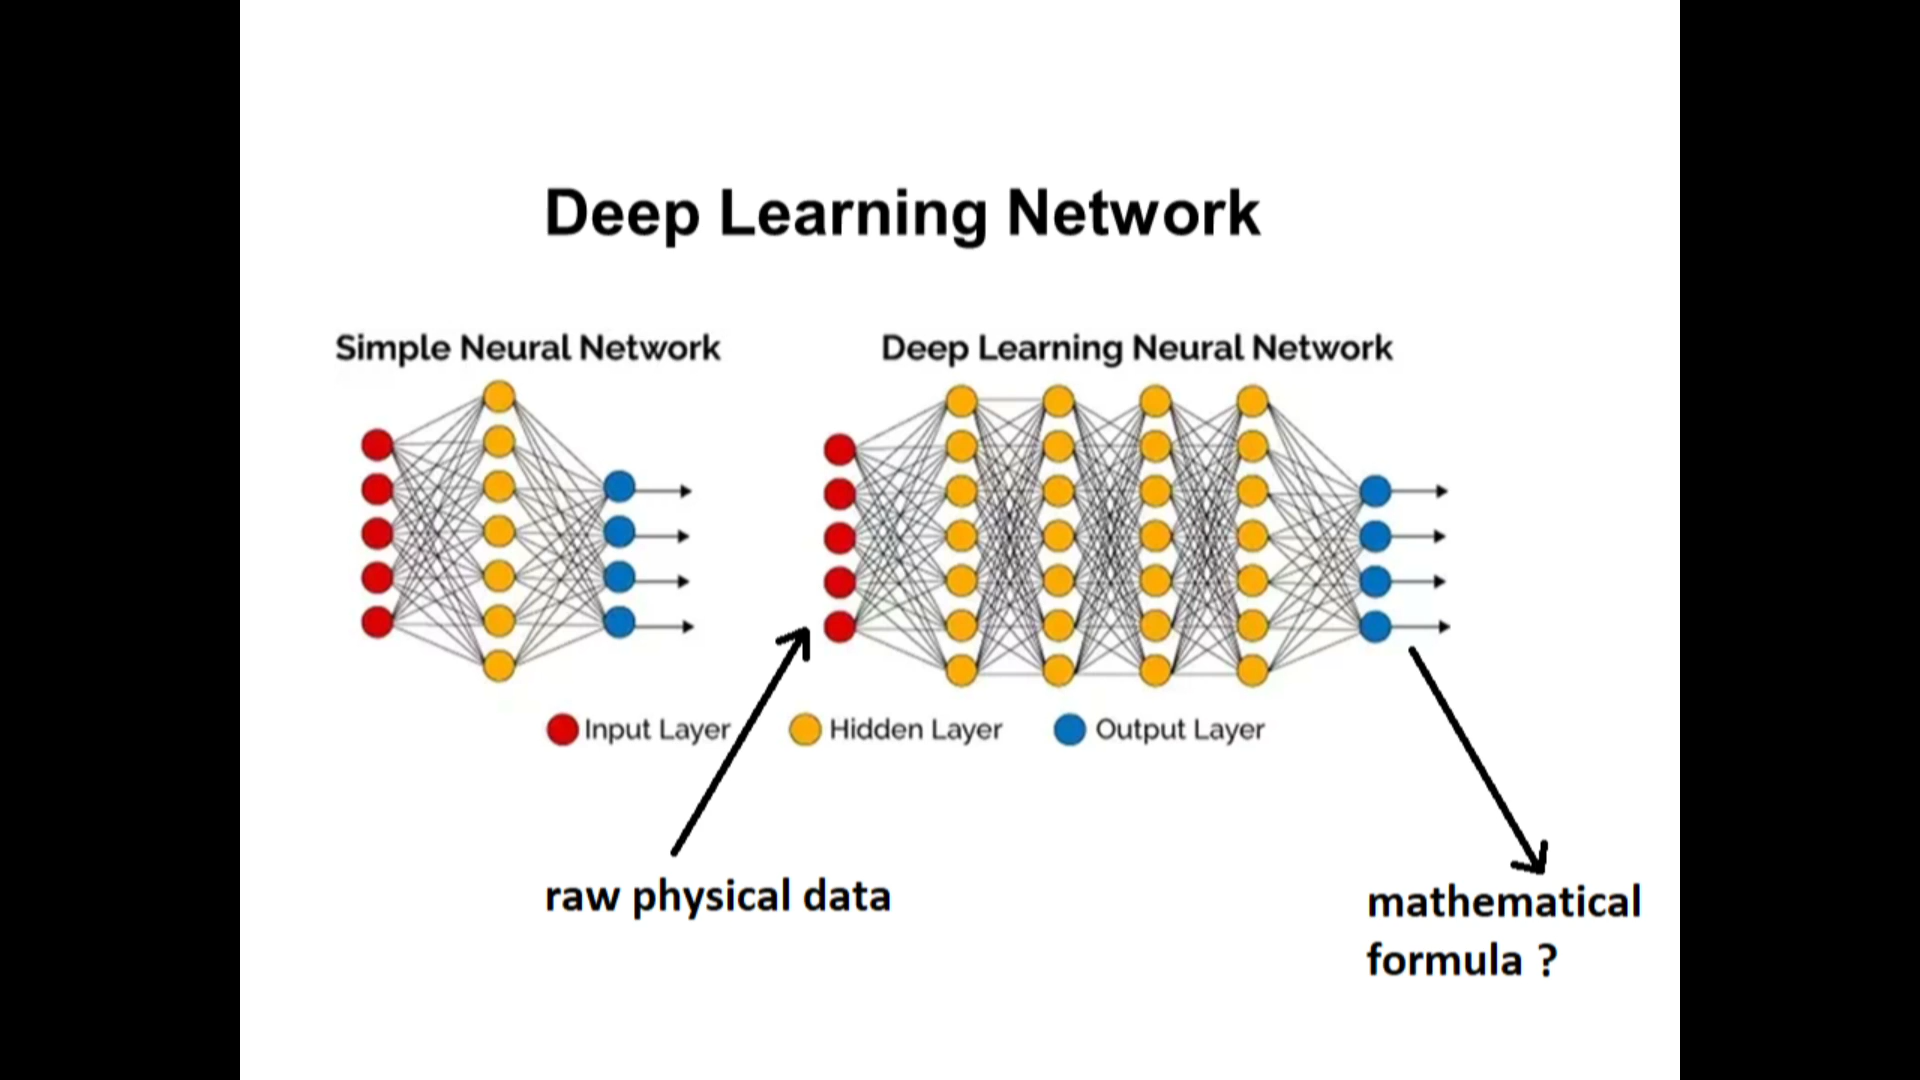 Deep Learning Network
Simple Neural Network
Deep Learning Neural Network
Input Layer
Hidden Layer
Output Layer
raw physical data
mathematical
formula ?